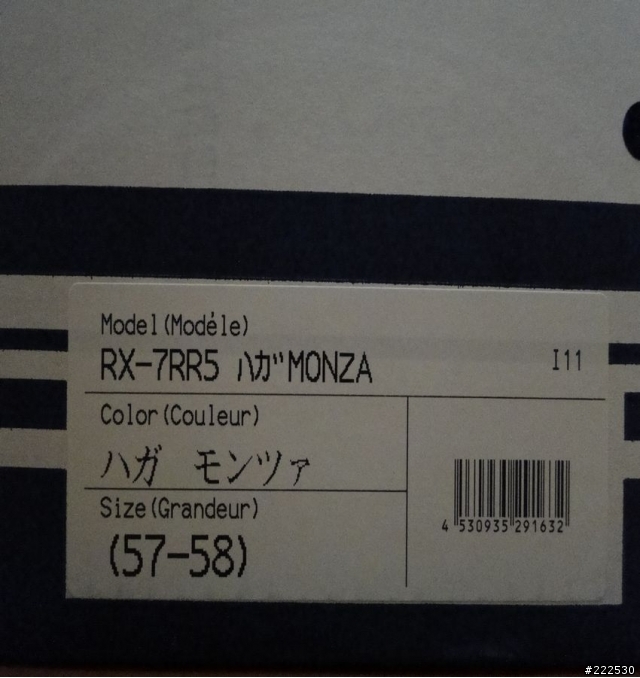 Model(Modèle)
RX-7RR5 ﾊｶﾞMONZA
I11
Color(Couleur)
ハガ モンツァ
Size(Grandeur)
(57-58)
4 530935 291632
#222530